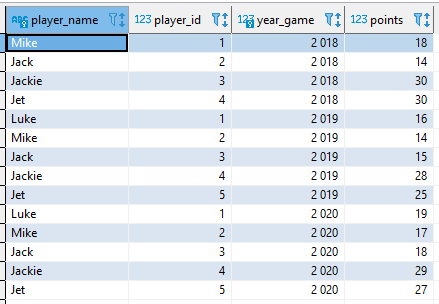 ABC player_name 123 player_id 123 year_game 123 points
Mike 1 2 018 18
Jack 2 2 018 14
Jackie 3 2 018 30
Jet 4 2 018 30
Luke 1 2 019 16
Mike 2 2 019 14
Jack 3 2 019 15
Jackie 4 2 019 28
Jet 5 2 019 25
Luke 1 2 020 19
Mike 2 2 020 17
Jack 3 2 020 18
Jackie 4 2 020 29
Jet 5 2 020 27